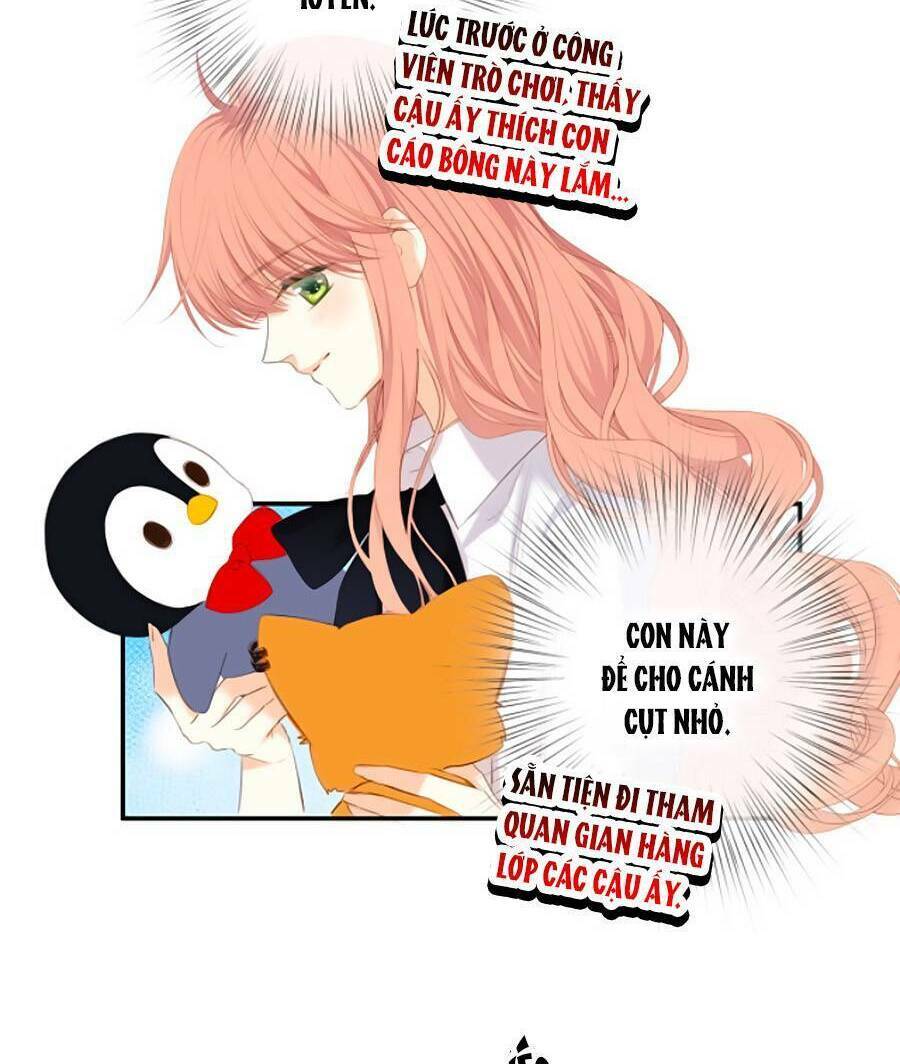 LÚC TRƯỚC Ở CÔNG
VIÊN TRÒ CHƠI, THẤY
CẬU ẤY THÍCH CON
CÁO BÔNG NÀY LẮM...
CON NÀY
ĐỂ CHO CÁNH
CỤT NHỎ.
SẴN TIỆN ĐI THAM
QUAN GIAN HÀNG
LỚP CÁC CẬU ẤY.